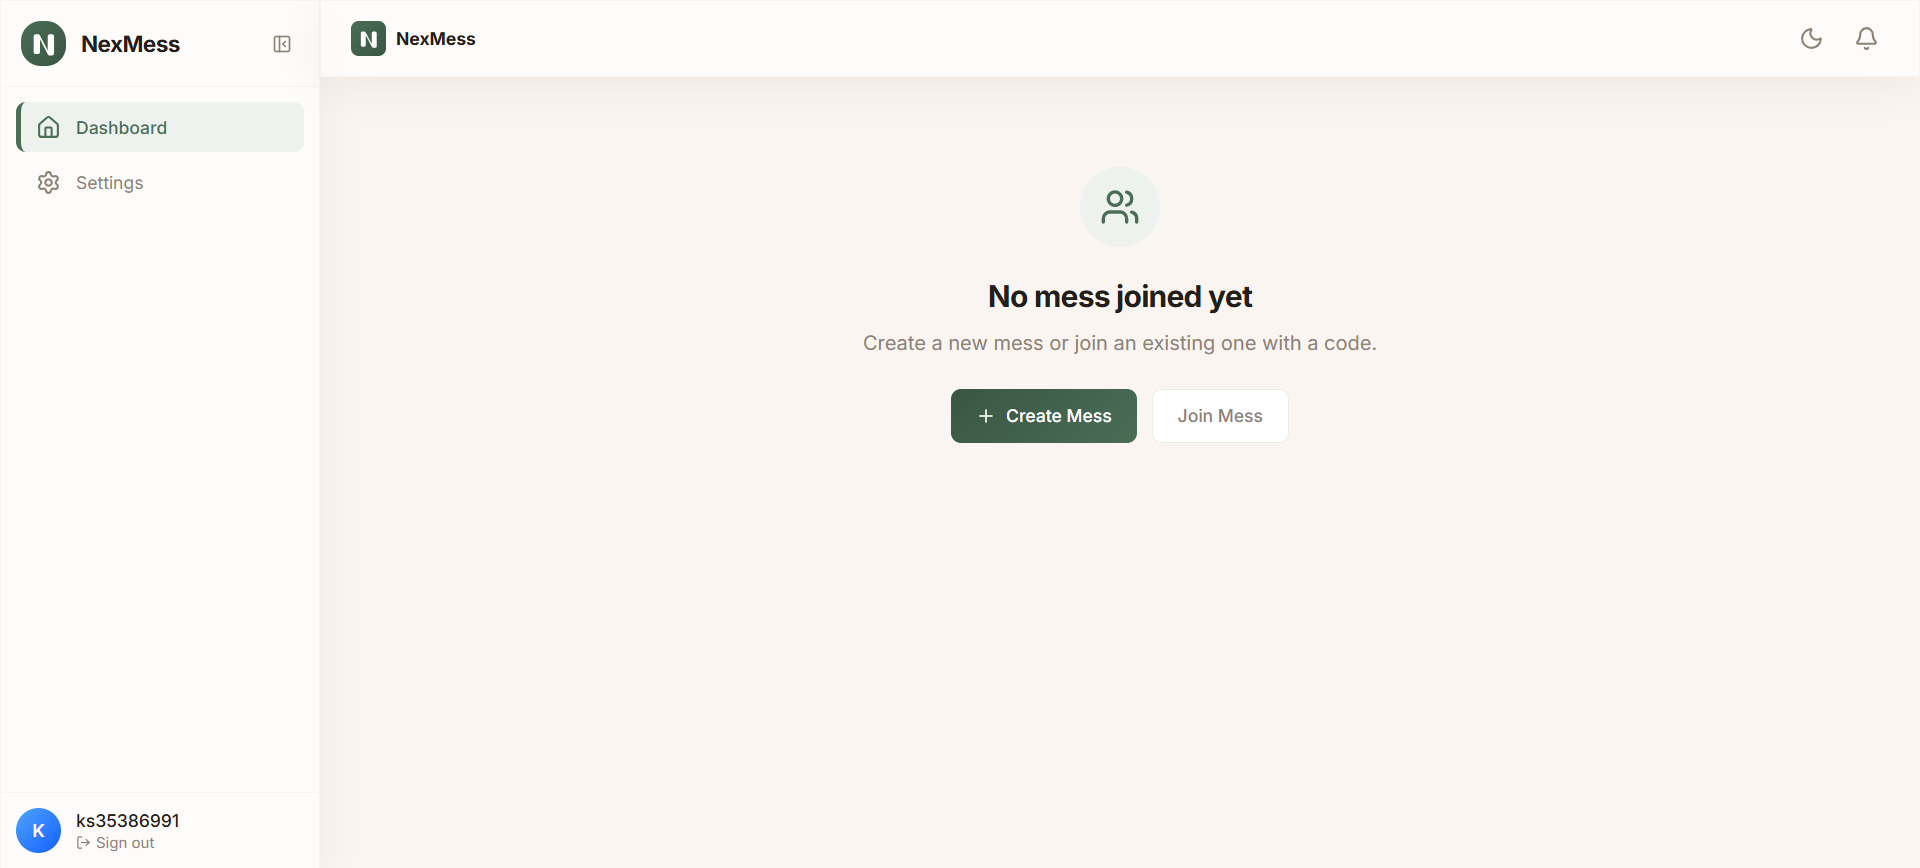 NexMess
Dashboard
Settings
ks35386991
Sign out
NexMess
No mess joined yet
Create a new mess or join an existing one with a code.
Create Mess
Join Mess
N
N
K